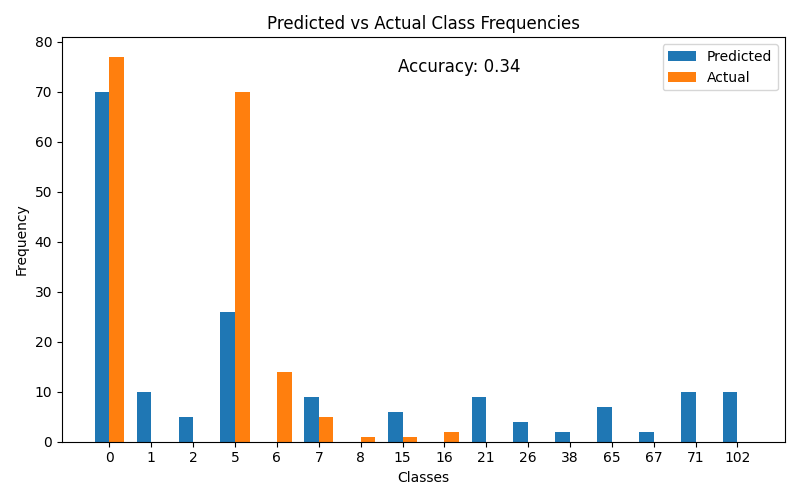 Predicted vs Actual Class Frequencies
Accuracy: 0.34
Predicted
Actual
Frequency
80
70
60
50
40
30
20
10
0
0 1 2 5 6 7 8 15 16 21 26 38 65 67 71 102
Classes